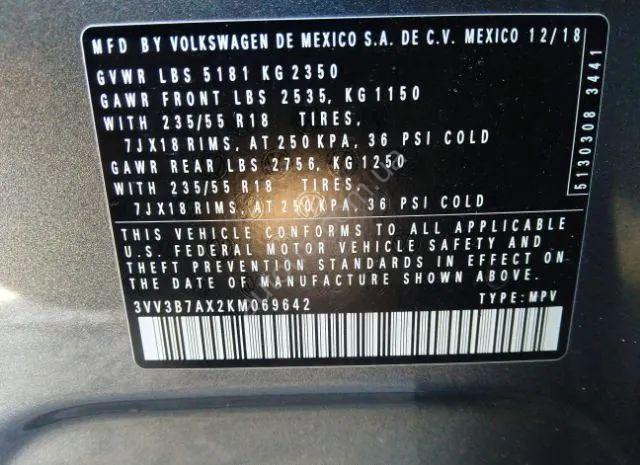 MFD BY VOLKSWAGEN DE MEXICO S.A. DE C.V. MEXICO 12/18
GVWR LBS 5181 KG 2350
GAWR FRONT LBS 2535, KG 1150
WITH 235/55 R18 TIRES,
7JX18 RIMS, AT 250 KPA, 36 PSI COLD
GAWR REAR LBS 2756, KG 1250
WITH 235/55 R18 TIRES,
7JX18 RIMS, AT 250 KPA, 36 PSI COLD
5130308 3441
THIS VEHICLE CONFORMS TO ALL APPLICABLE
U.S. FEDERAL MOTOR VEHICLE SAFETY AND
THEFT PREVENTION STANDARDS IN EFFECT ON
THE DATE OF MANUFACTURE SHOWN ABOVE.
3VV3B7AX2KM069642 TYPE: MPV